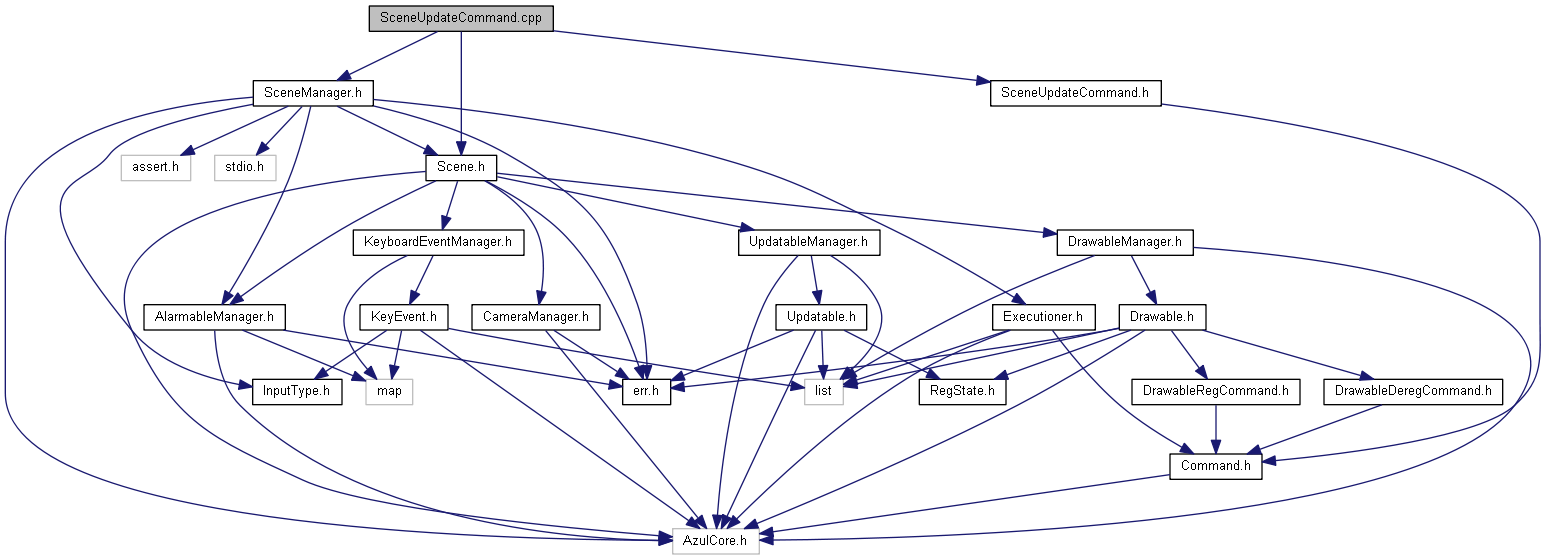 SceneUpdateCommand.cpp
SceneManager.h
SceneUpdateCommand.h
assert.h
stdio.h
Scene.h
KeyboardEventManager.h
UpdatableManager.h
DrawableManager.h
AlarmableManager.h
KeyEvent.h
CameraManager.h
Updatable.h
Executioner.h
Drawable.h
InputType.h
map
err.h
list
RegState.h
DrawableRegCommand.h
DrawableDeregCommand.h
Command.h
AzulCore.h